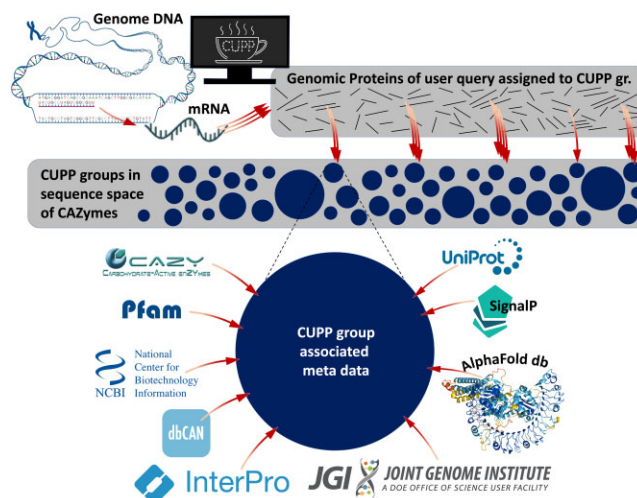 Genome DNA
CUPP
mRNA
Genomic Proteins of user query assigned to CUPP gr.
CUPP groups in
sequence space
of CAZymes
CAZY
CARBOHYDRATE-ACTIVE ENZYMES
UniProt
Pfam
SignalP
CUPP group
associated
meta data
NCBI
National
Center for
Biotechnology
Information
AlphaFold db
dbCAN
InterPro
JGI
JOINT GENOME INSTITUTE
A DOE OFFICE OF SCIENCE USER FACILITY